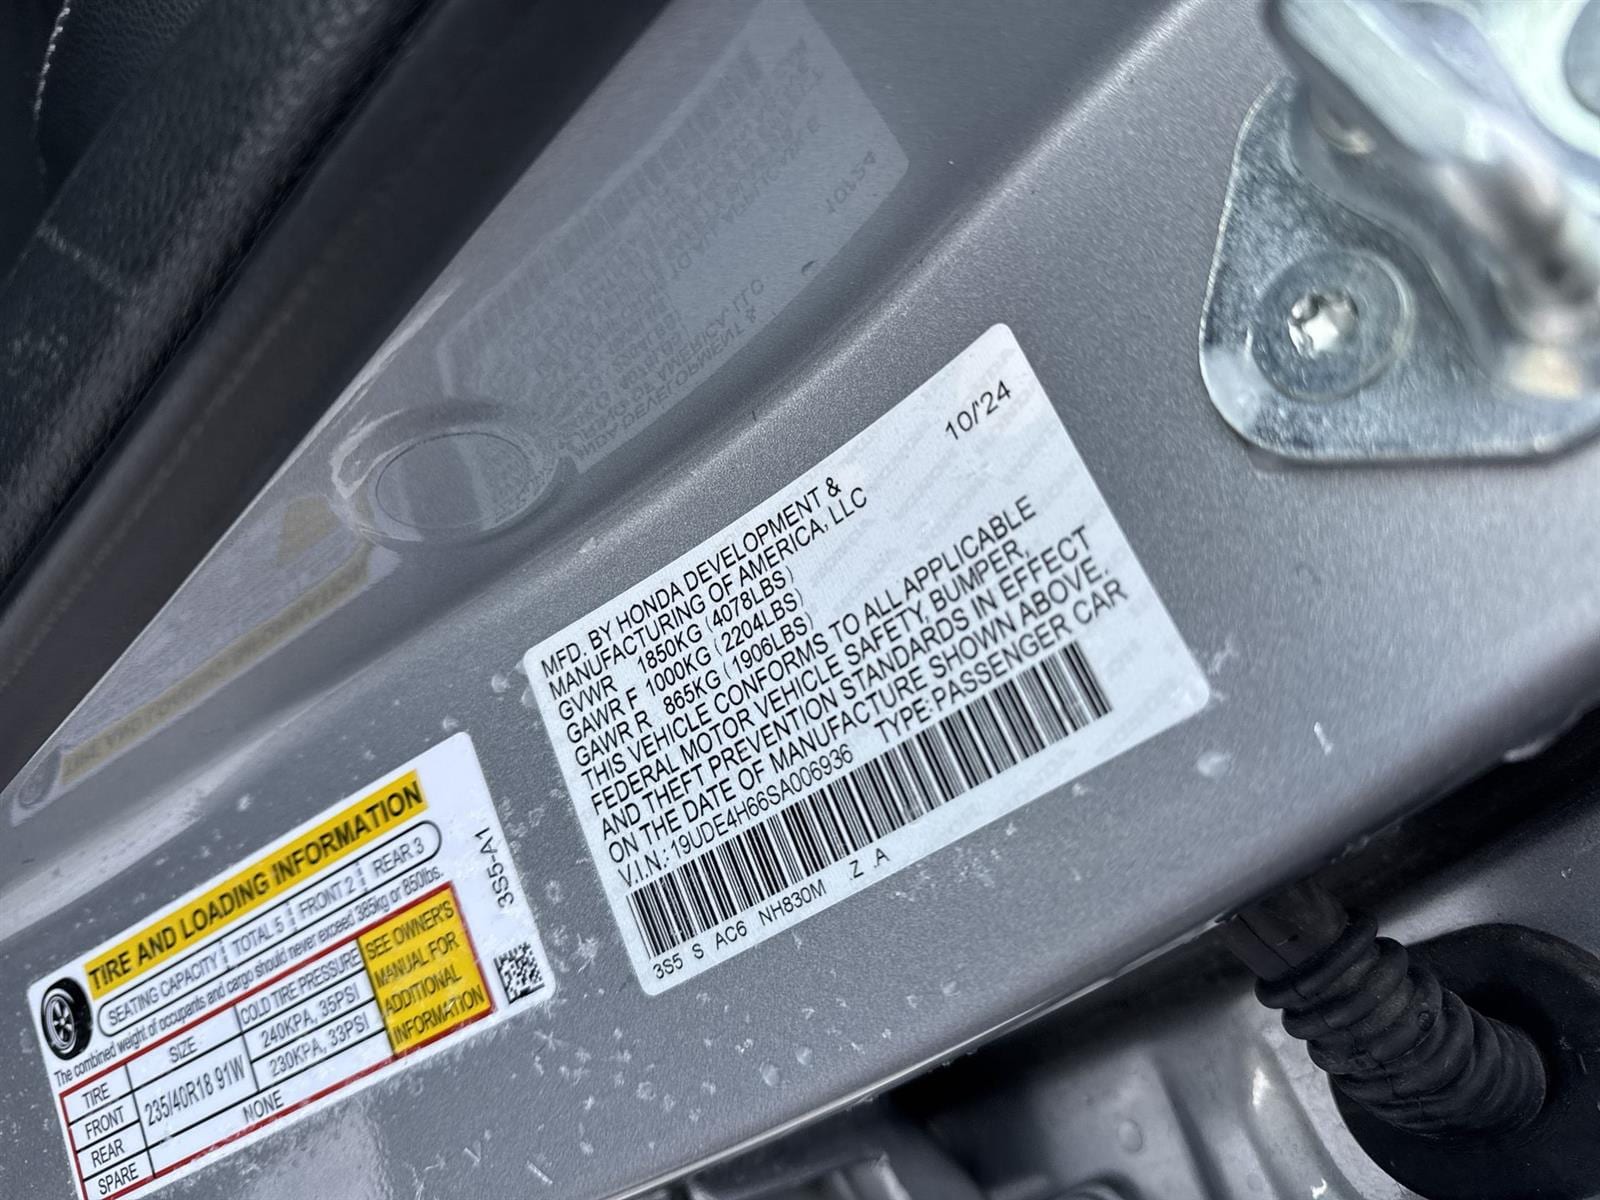 MFD. BY HONDA DEVELOPMENT &
MANUFACTURING OF AMERICA, LLC
10/'24
GVWR 1850KG (4078LBS)
GAWR F 1000KG (2204LBS)
GAWR R 865KG (1906LBS)
THIS VEHICLE CONFORMS TO ALL APPLICABLE
FEDERAL MOTOR VEHICLE SAFETY, BUMPER,
AND THEFT PREVENTION STANDARDS IN EFFECT
ON THE DATE OF MANUFACTURE SHOWN ABOVE.
V.I.N.: 19UDE4H66SA006936 TYPE: PASSENGER CAR
3S5 S AC6 NH830M Z A
TIRE AND LOADING INFORMATION
SEATING CAPACITY TOTAL 5 FRONT 2 REAR 3
The combined weight of occupants and cargo should never exceed 385kg or 850lbs.
TIRE SIZE COLD TIRE PRESSURE
FRONT 235/40R18 91W 240KPA, 35PSI
REAR 230KPA, 33PSI
SPARE NONE
SEE OWNER'S
MANUAL FOR
ADDITIONAL
INFORMATION
3S5-A1